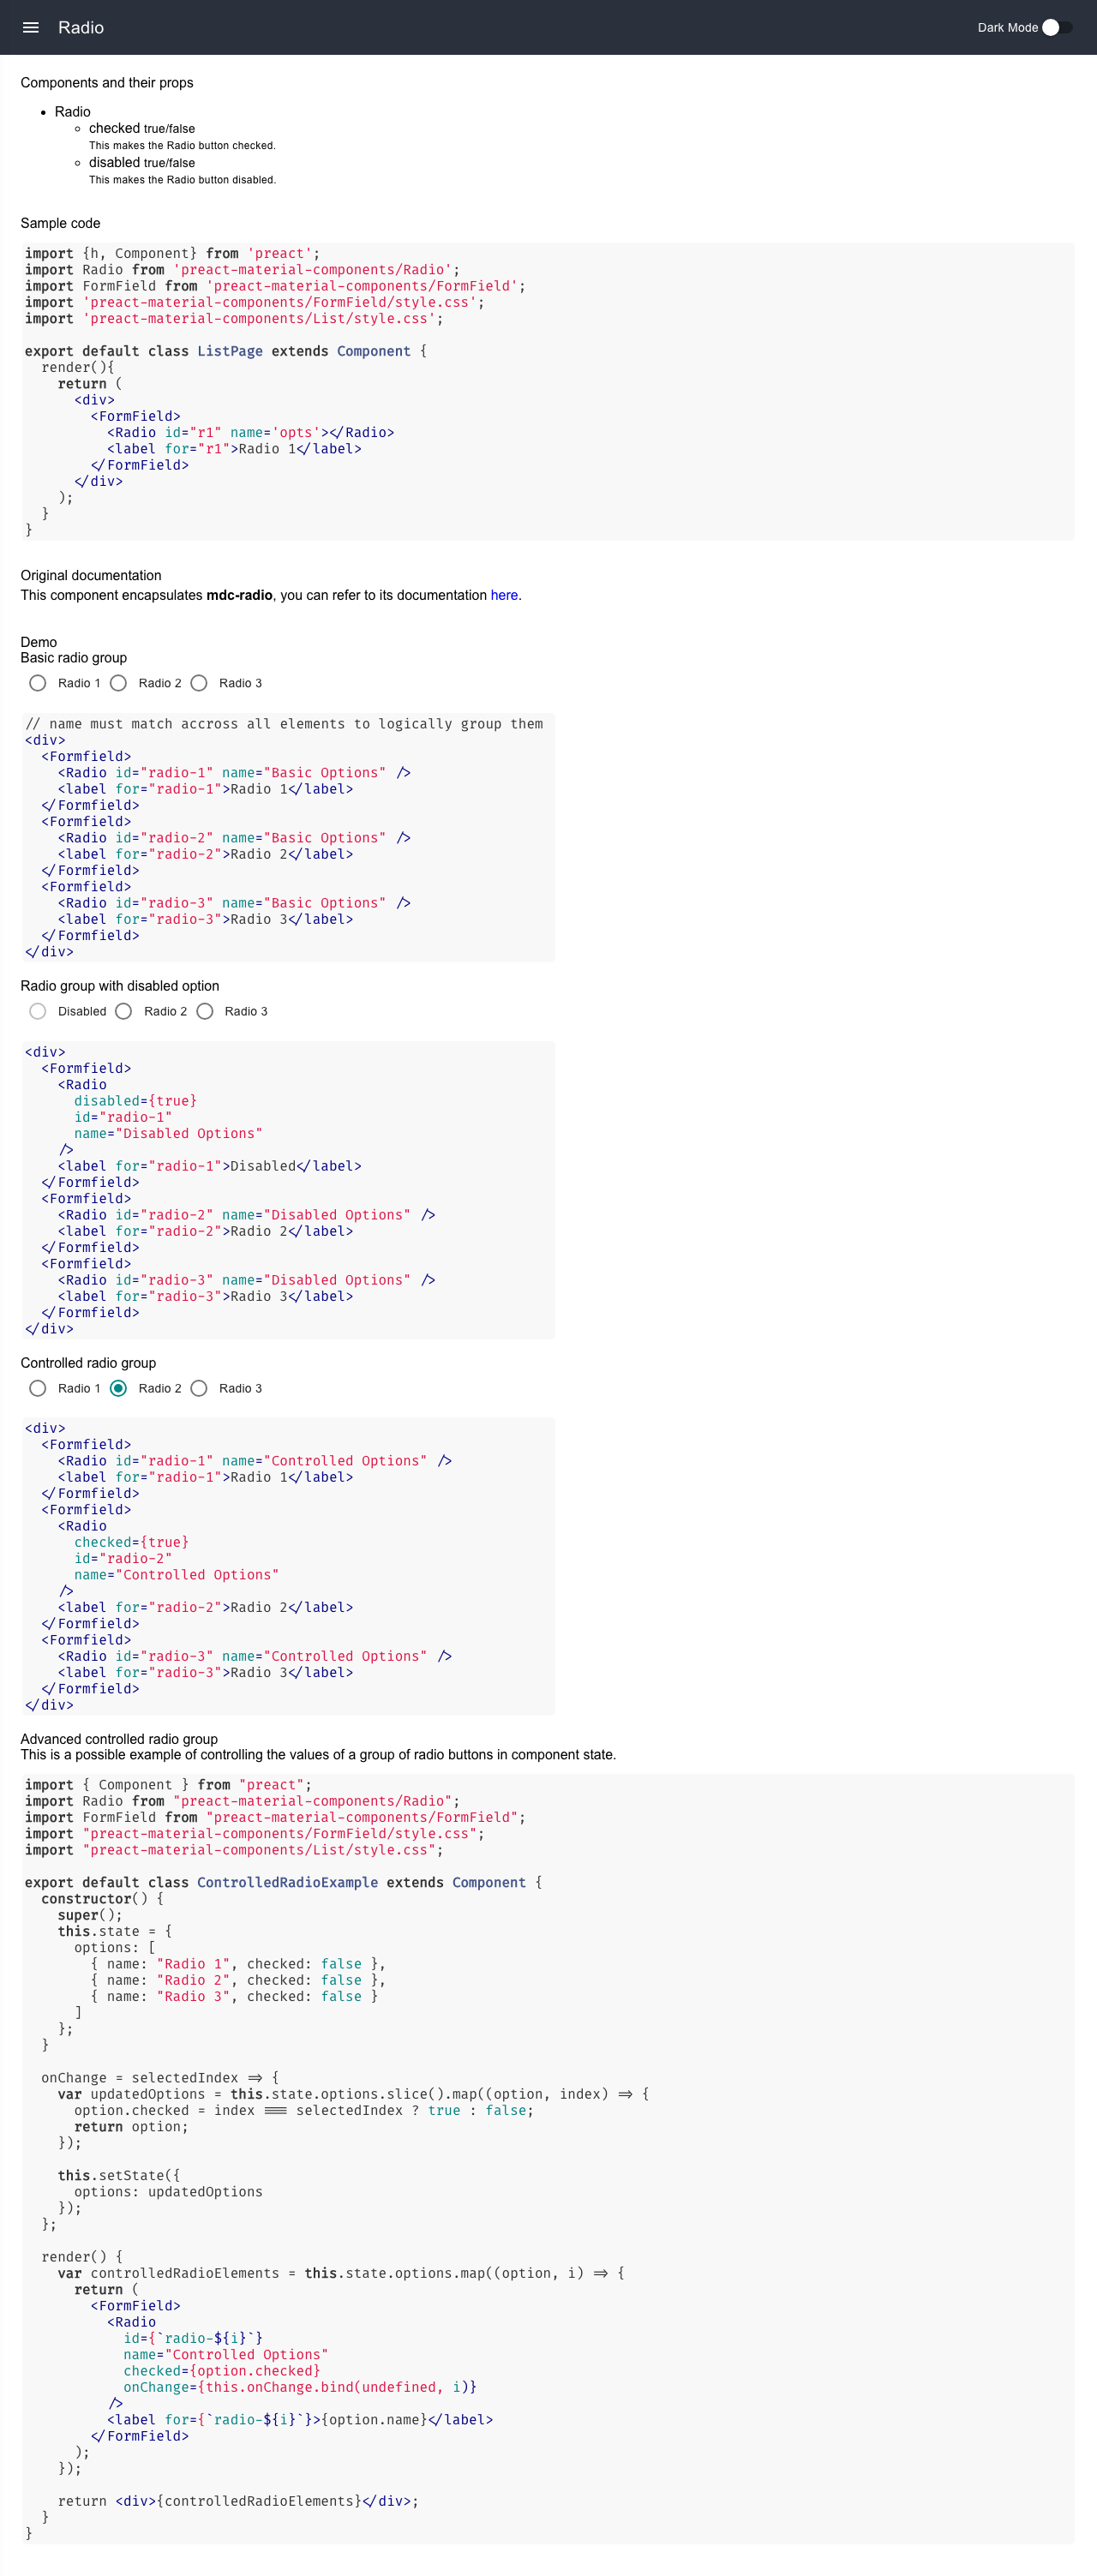 Radio
Dark Mode
Components and their props
Radio
checked true/false
This makes the Radio button checked.
disabled true/false
This makes the Radio button disabled.
Sample code
import {h, Component} from 'preact';
import Radio from 'preact-material-components/Radio';
import FormField from 'preact-material-components/FormField';
import 'preact-material-components/FormField/style.css';
import 'preact-material-components/List/style.css';
export default class ListPage extends Component {
render(){
return (
<div>
<FormField>
<Radio id="r1" name='opts'></Radio>
<label for="r1">Radio 1</label>
</FormField>
</div>
);
}
}
Original documentation
This component encapsulates mdc-radio, you can refer to its documentation here.
Demo
Basic radio group
Radio 1 Radio 2 Radio 3
// name must match accross all elements to logically group them
<div>
<Formfield>
<Radio id="radio-1" name="Basic Options" />
<label for="radio-1">Radio 1</label>
</Formfield>
<Formfield>
<Radio id="radio-2" name="Basic Options" />
<label for="radio-2">Radio 2</label>
</Formfield>
<Formfield>
<Radio id="radio-3" name="Basic Options" />
<label for="radio-3">Radio 3</label>
</Formfield>
</div>
Radio group with disabled option
Disabled Radio 2 Radio 3
<div>
<Formfield>
<Radio
disabled={true}
id="radio-1"
name="Disabled Options"
/>
<label for="radio-1">Disabled</label>
</Formfield>
<Formfield>
<Radio id="radio-2" name="Disabled Options" />
<label for="radio-2">Radio 2</label>
</Formfield>
<Formfield>
<Radio id="radio-3" name="Disabled Options" />
<label for="radio-3">Radio 3</label>
</Formfield>
</div>
Controlled radio group
Radio 1 Radio 2 Radio 3
<div>
<Formfield>
<Radio id="radio-1" name="Controlled Options" />
<label for="radio-1">Radio 1</label>
</Formfield>
<Formfield>
<Radio
checked={true}
id="radio-2"
name="Controlled Options"
/>
<label for="radio-2">Radio 2</label>
</Formfield>
<Formfield>
<Radio id="radio-3" name="Controlled Options" />
<label for="radio-3">Radio 3</label>
</Formfield>
</div>
Advanced controlled radio group
This is a possible example of controlling the values of a group of radio buttons in component state.
import { Component } from "preact";
import Radio from "preact-material-components/Radio";
import FormField from "preact-material-components/FormField";
import "preact-material-components/FormField/style.css";
import "preact-material-components/List/style.css";
export default class ControlledRadioExample extends Component {
constructor() {
super();
this.state = {
options: [
{ name: "Radio 1", checked: false },
{ name: "Radio 2", checked: false },
{ name: "Radio 3", checked: false }
]
};
}
onChange = selectedIndex => {
var updatedOptions = this.state.options.slice().map((option, index) => {
option.checked = index === selectedIndex ? true : false;
return option;
});
this.setState({
options: updatedOptions
});
};
render() {
var controlledRadioElements = this.state.options.map((option, i) => {
return (
<FormField>
<Radio
id={`radio-${i}`}
name="Controlled Options"
checked={option.checked}
onChange={this.onChange.bind(undefined, i)}
/>
<label for={`radio-${i}`}>{option.name}</label>
</FormField>
);
});
return <div>{controlledRadioElements}</div>;
}
}